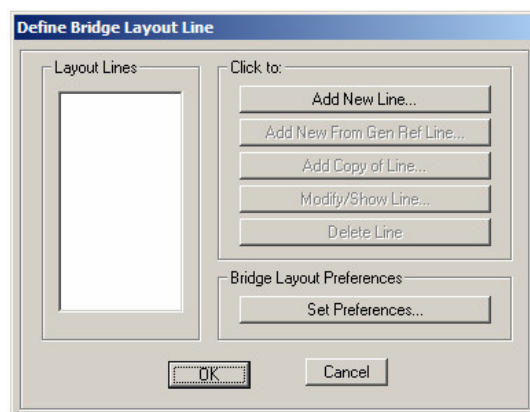 Define Bridge Layout Line
Layout Lines
Click to:
Add New Line...
Add New From Gen Ref Line...
Add Copy of Line...
Modify/Show Line...
Delete Line
Bridge Layout Preferences
Set Preferences...
OK
Cancel